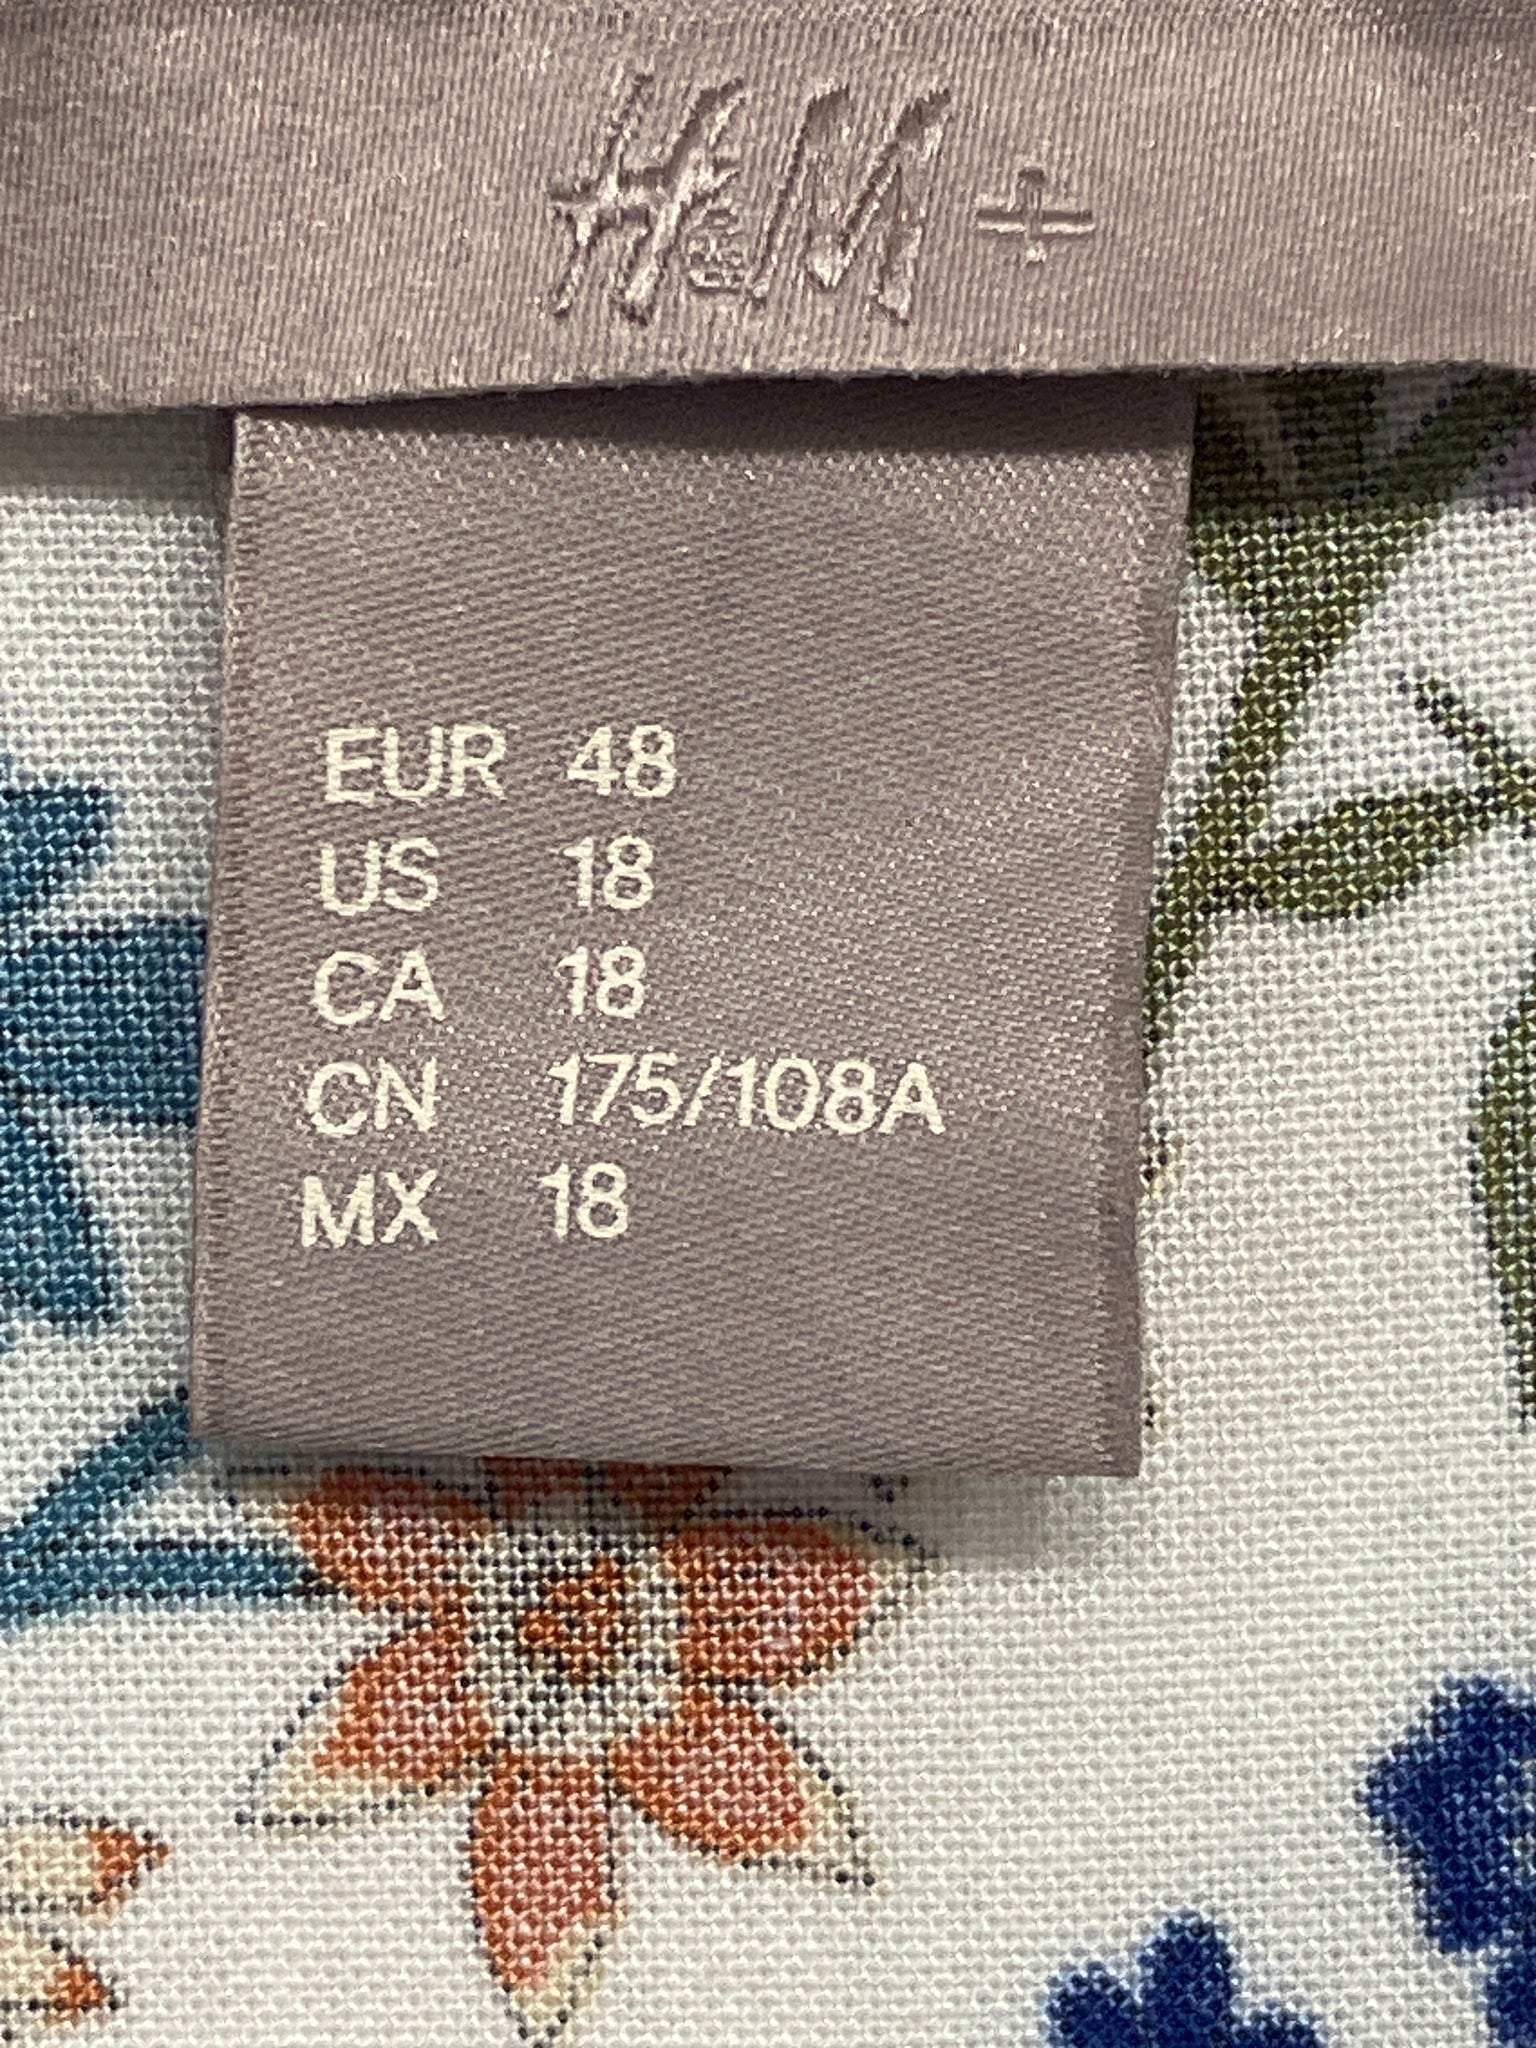 H&M+
EUR 48
US 18
CA 18
CN 175/108A
MX 18